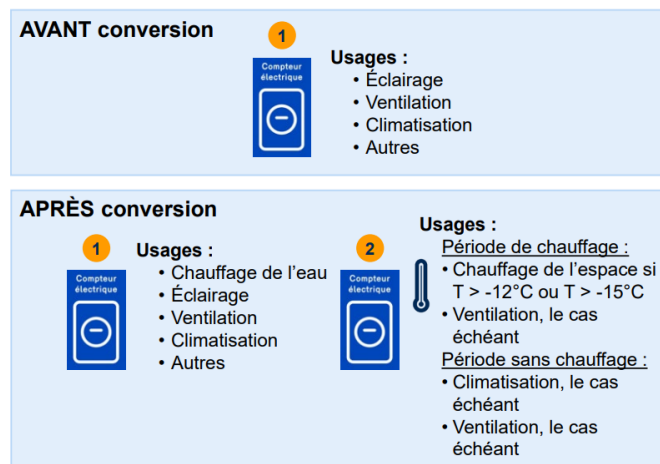 AVANT conversion
1
Compteur
électrique
Usages :
• Éclairage
• Ventilation
• Climatisation
• Autres
APRÈS conversion
1
Compteur
électrique
Usages :
• Chauffage de l'eau
• Éclairage
• Ventilation
• Climatisation
• Autres
2
Compteur
électrique
Usages :
Période de chauffage :
• Chauffage de l'espace si
T > -12°C ou T > -15°C
• Ventilation, le cas
échéant
Période sans chauffage :
• Climatisation, le cas
échéant
• Ventilation, le cas
échéant